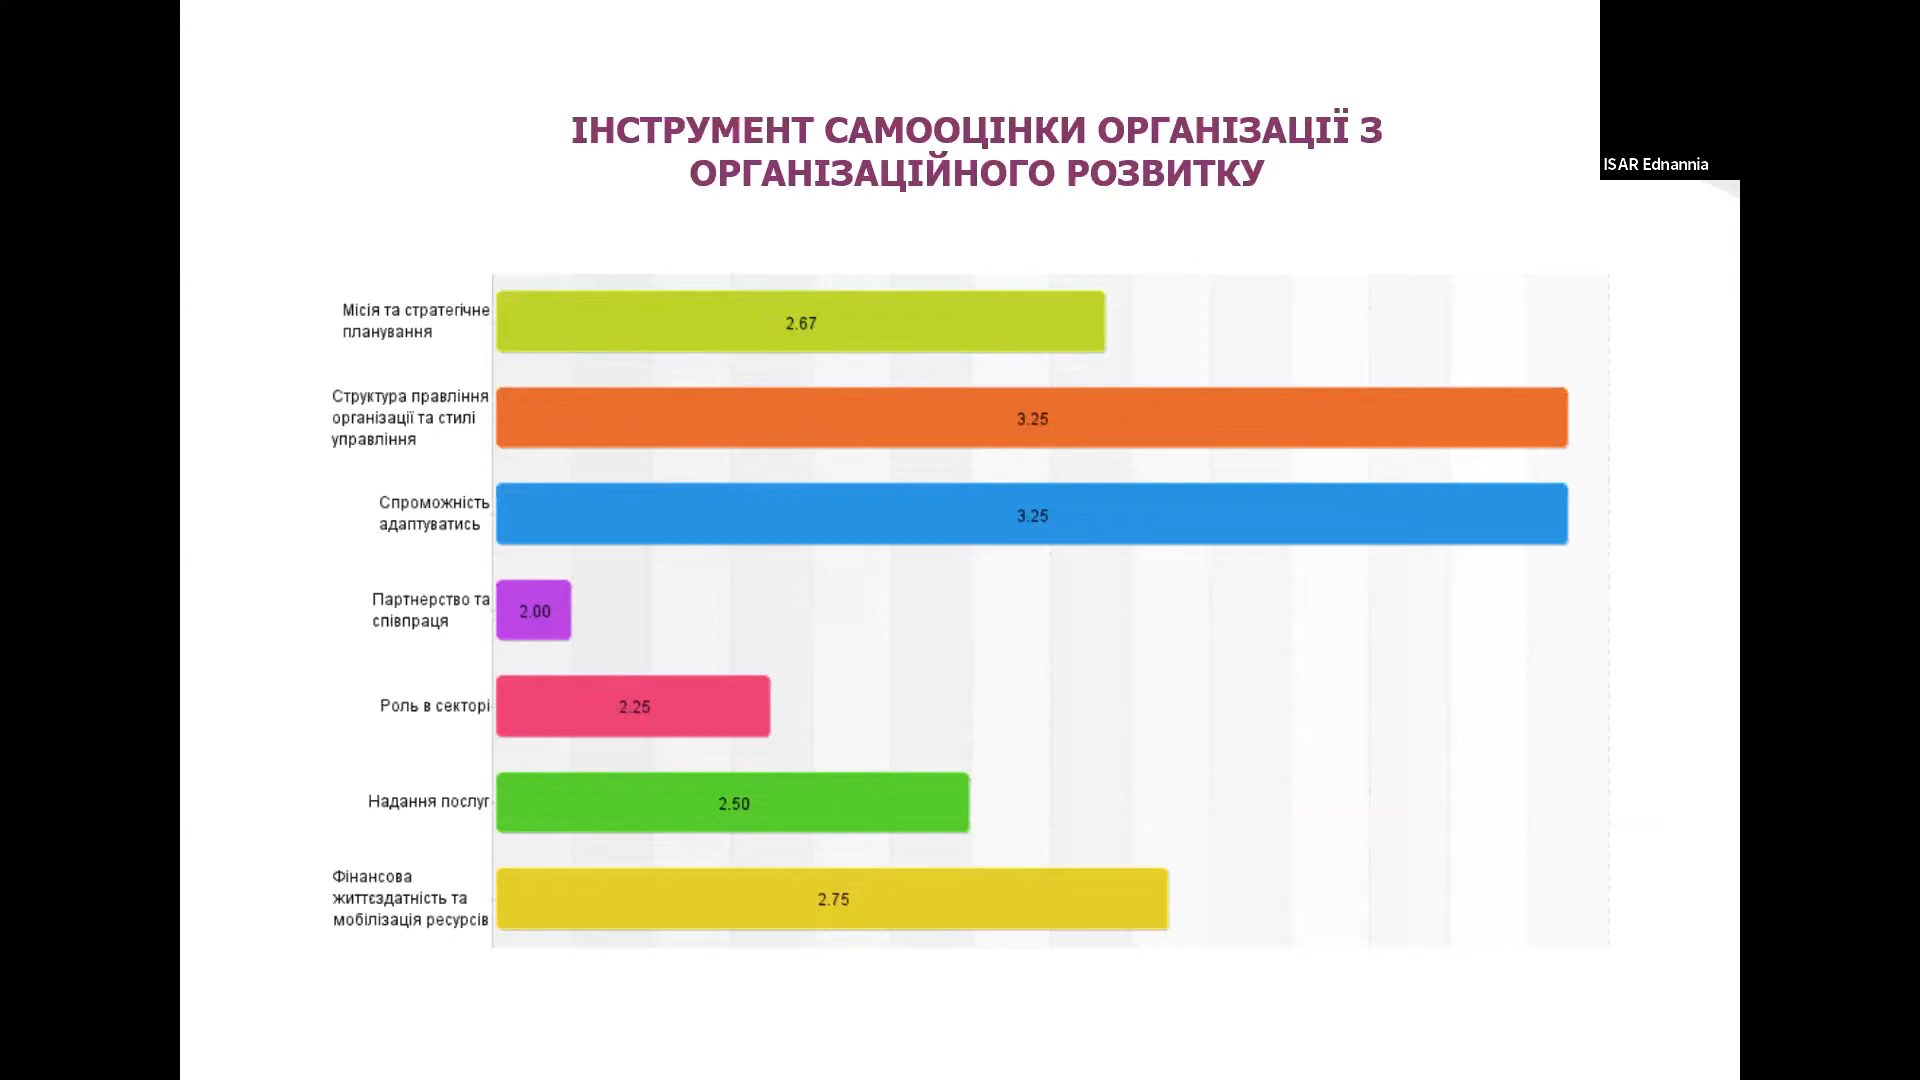 ІНСТРУМЕНТ САМООЦІНКИ ОРГАНІЗАЦІЇ З
ОРГАНІЗАЦІЙНОГО РОЗВИТКУ
ISAR Ednannia
Місія та стратегічне
планування
2.67
Структура правління
організації та стилі
управління
3.25
Спроможність
адаптуватись
3.25
Партнерство та
співпраця
2.00
Роль в секторі
2.25
Надання послуг
2.50
Фінансова
життєздатність та
мобілізація ресурсів
2.75